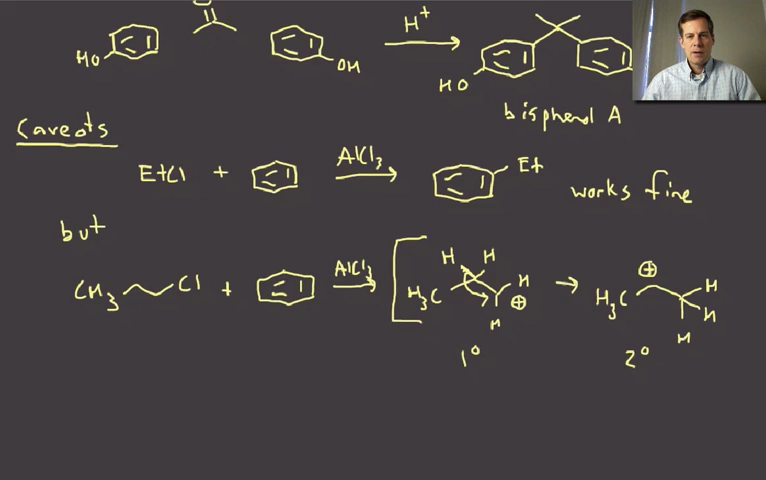 HO OH H+ HO
bisphenol A
Caveats
EtCl + AlCl3 Et works fine
but
CH3 Cl + AlCl3 H3C H H H H ⊕ H3C ⊕ H H H
1° 2°